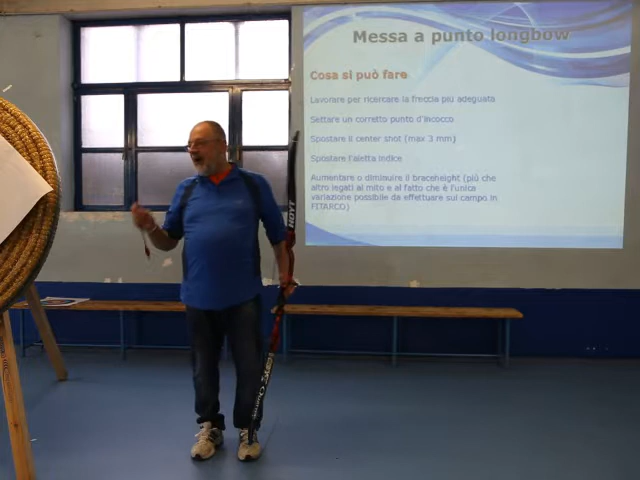 Messa a punto longbow
Cosa si può fare
Lavorare per ricercare la freccia più adeguata
Settare un corretto punto d'incocco
Spostare il center shot (max 3 mm)
Spostare l'aletta indice
Aumentare o diminuire il braceheight (più che
altro legati al mito e al fatto che è l'unica
variazione possibile da effettuare sul campo in
FITARCO)
HOYT